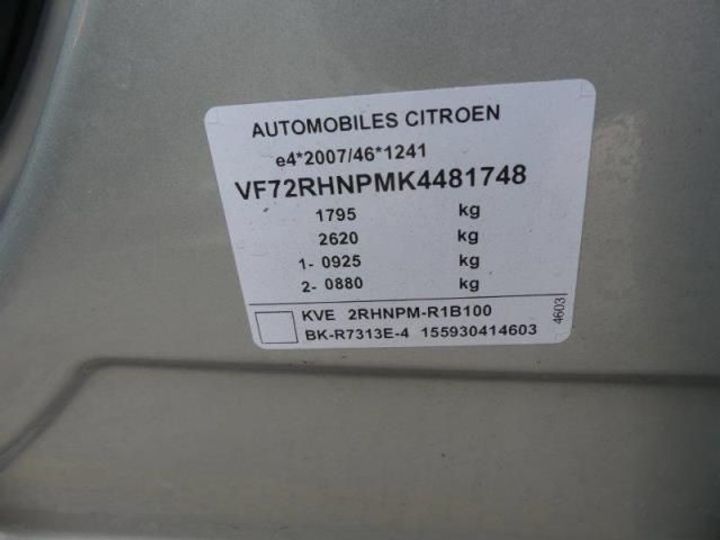 AUTOMOBILES CITROEN
e4*2007/46*1241
VF72RHNPMK4481748
1795 kg
2620 kg
1- 0925 kg
2- 0880 kg
KVE 2RHNPM-R1B100
BK-R7313E-4 155930414603
4603